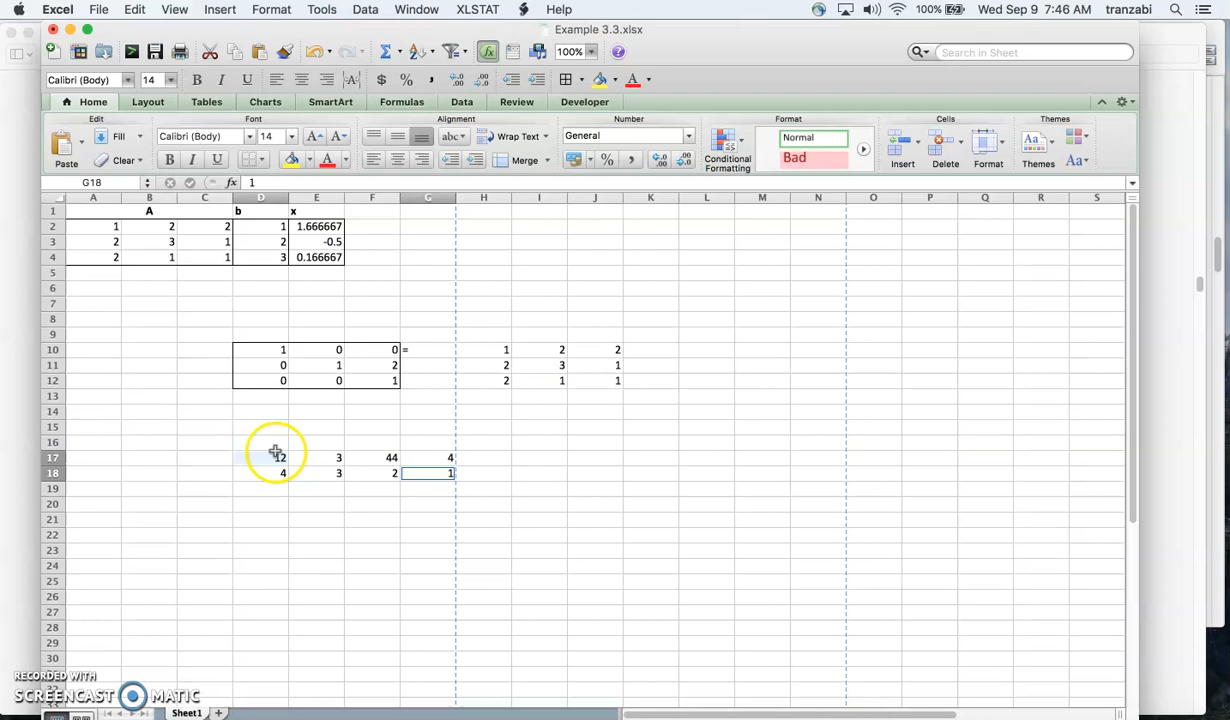 Excel File Edit View Insert Format Tools Data Window XLSTAT Help 100% Wed Sep 9 7:46 AM tranzabi
Example 3.3.xlsx
100% Search in Sheet
Calibri (Body) 14 B I U
Home Layout Tables Charts SmartArt Formulas Data Review Developer
Edit Font Alignment Number Format Cells Themes
Paste Fill Clear Calibri (Body) 14 abc Wrap Text General Normal
B I U Merge Conditional Formatting Bad Insert Delete Format Themes Aa
G18 fx 1
A B C D E F G H I J K L M N O P Q R S
1 A b x
2 1 2 2 1 1.666667
3 2 3 1 2 -0.5
4 2 1 1 3 0.166667
5
6
7
8
9
10 1 0 0 = 1 2 2
11 0 1 2 2 3 1
12 0 0 1 2 1 1
13
14
15
16
17 12 3 44 4
18 4 3 2 1
19
20
21
22
23
24
25
26
27
28
29
30
RECORDED WITH
SCREENCAST MATIC
Sheet1